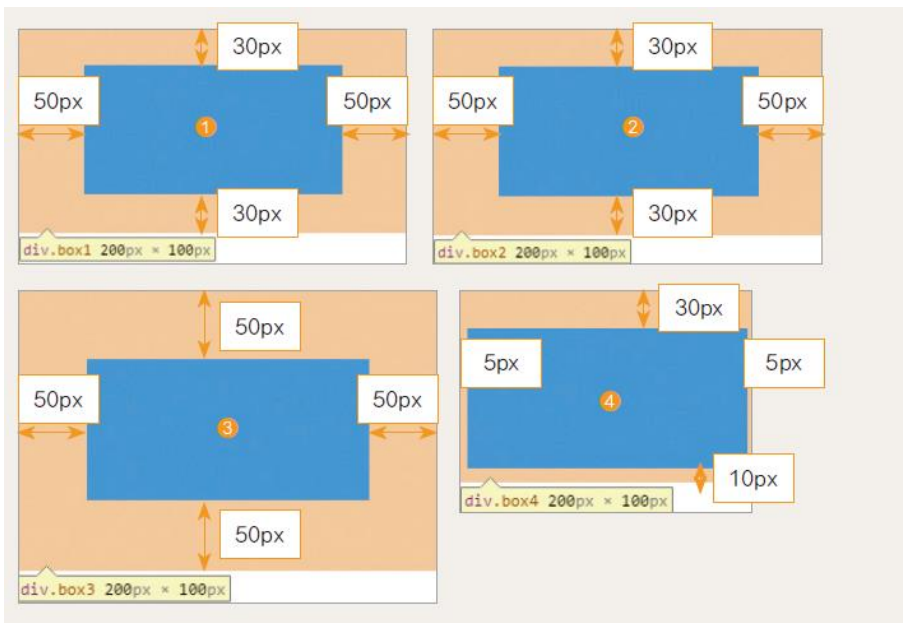 30px
50px
50px
1
30px
div.box1 200px × 100px
30px
50px
50px
2
30px
div.box2 200px × 100px
50px
50px
50px
3
50px
div.box3 200px × 100px
30px
5px
5px
4
10px
div.box4 200px × 100px